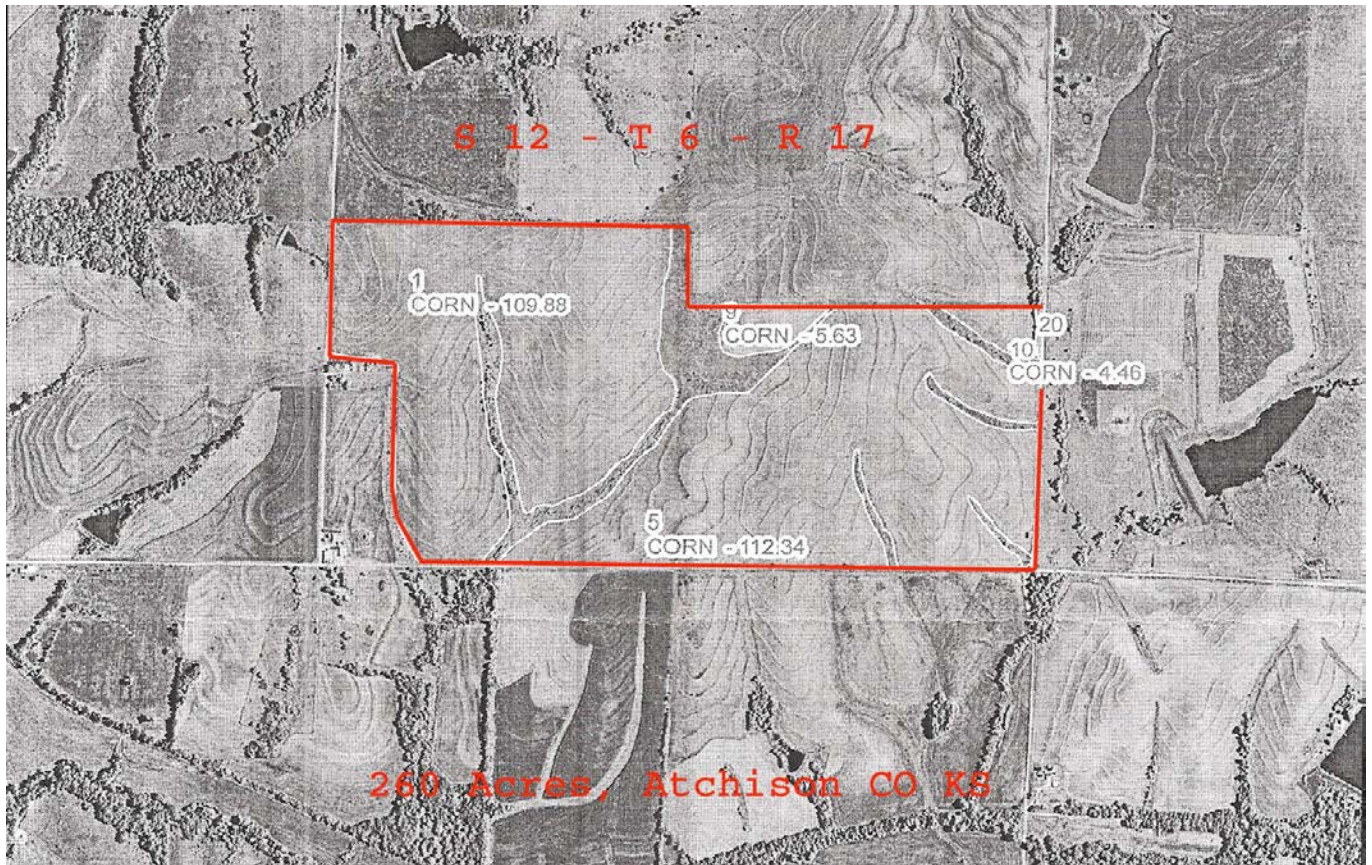 S 12 - T 6 - R 17
1
CORN - 109.88
9
CORN - 5.63
20
10
CORN - 4.46
5
CORN - 112.34
260 Acres, Atchison CO KS